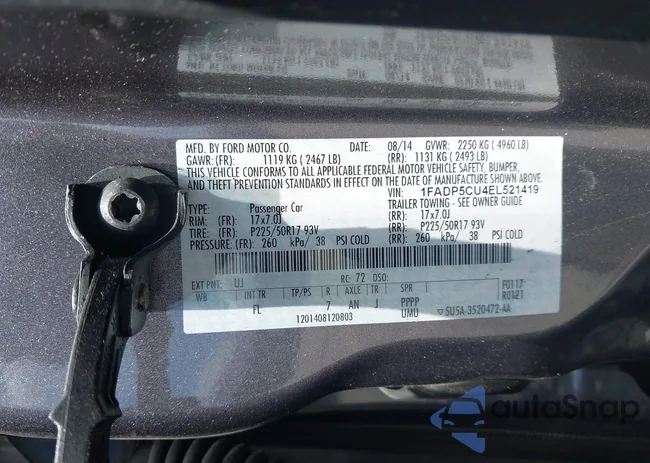 MFD. BY FORD MOTOR CO. DATE: 08/14 GVWR: 2250 KG ( 4960 LB)
GAWR: (FR): 1119 KG ( 2467 LB) (RR): 1131 KG ( 2493 LB)
THIS VEHICLE CONFORMS TO ALL APPLICABLE FEDERAL MOTOR VEHICLE SAFETY, BUMPER,
AND THEFT PREVENTION STANDARDS IN EFFECT ON THE DATE OF MANUFACTURE SHOWN ABOVE.
VIN: 1FADP5CU4EL521419
TYPE: Passenger Car TRAILER TOWING - SEE OWNER GUIDE
RIM: (FR): 17x7.0J (RR): 17x7.0J
TIRE: (FR): P225/50R17 93V (RR): P225/50R17 93V
PRESSURE: (FR): 260 kPa/ 38 PSI COLD (RR): 260 kPa/ 38 PSI COLD
EXT PNT: UJ RC: 72 DSO: F0117
WB INT TR TP/PS R AXLE TR SPR R0121
FL 7 AN J PPPP
1201408120803 UMU ▽5U5A-3520472-AA
autoSnap